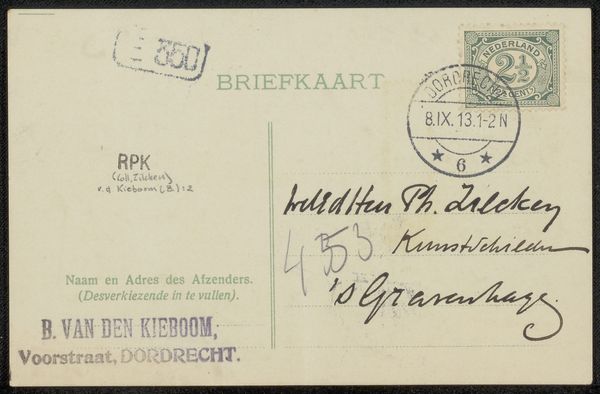 E 350
BRIEFKAART
NEDERLAND
2½
CENT
DORDRECHT
8.IX.13.1-2N
6
RPK
(coll. Zilcken)
v.d Kieboom (B.):2
WelEdHeer Ph. Zilcken
Kunstschilder
453
's Gravenhage.
Naam en Adres des Afzenders.
(Desverkiezende in te vullen).
B. VAN DEN KIEBOOM,
Voorstraat, DORDRECHT.